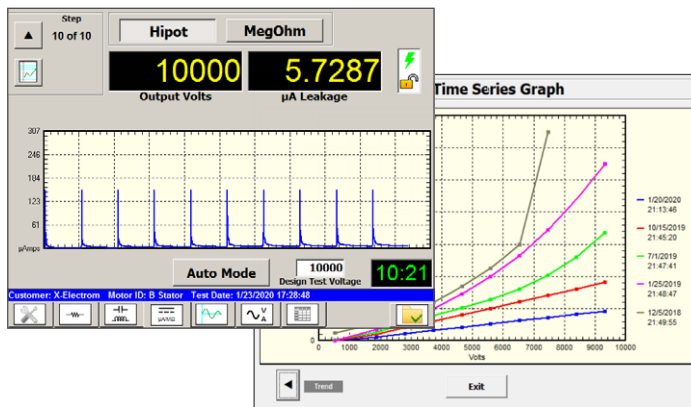 Step
10 of 10
Hipot
MegOhm
10000
Output Volts
5.7287
µA Leakage
307
246
184
123
61
µAmps
Auto Mode
10000
Design Test Voltage
10:21
Customer: X-Electrom Motor ID: B Stator Test Date: 1/23/2020 17:28:48
V
A
Time Series Graph
1/20/2020
21:13:46
10/15/2019
21:45:20
7/1/2019
21:47:41
1/25/2019
21:48:47
12/5/2018
21:49:55
0 1000 2000 3000 4000 5000 6000 7000 8000 9000 10000
Volts
Trend
Exit